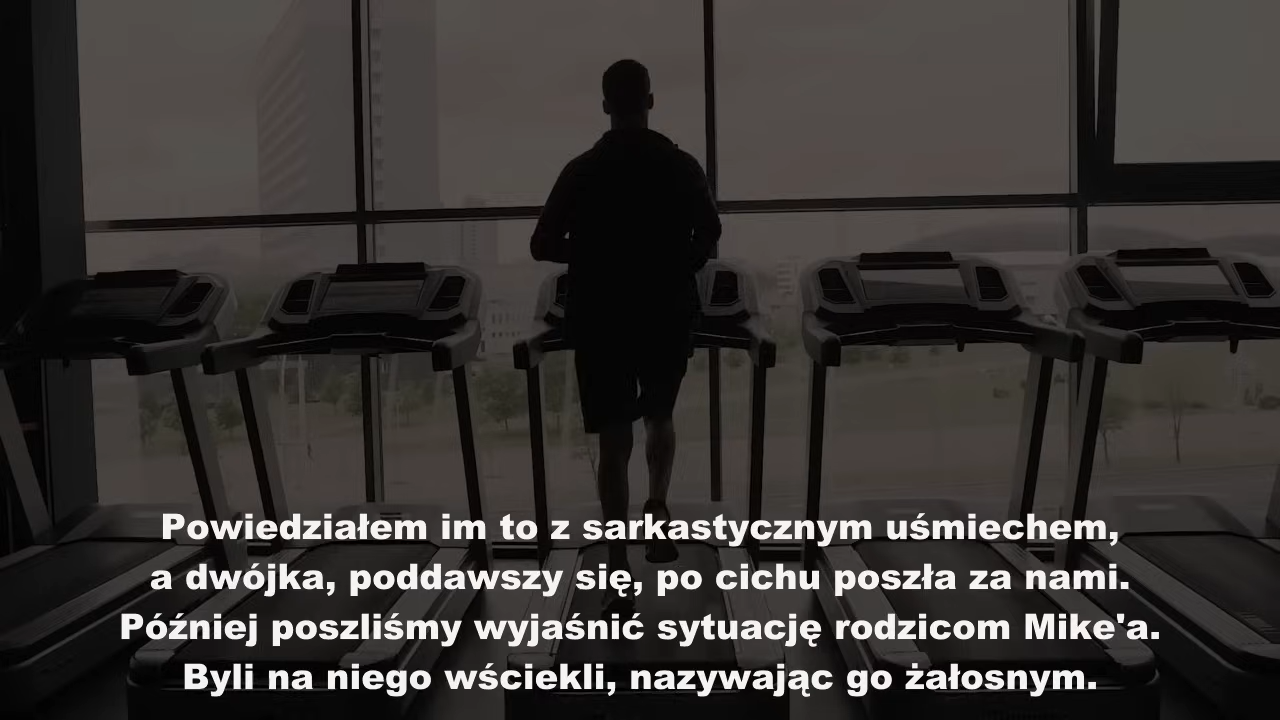 Powiedziałem im to z sarkastycznym uśmiechem,
a dwójka, poddawszy się, po cichu poszła za nami.
Później poszliśmy wyjaśnić sytuację rodzicom Mike'a.
Byli na niego wściekli, nazywając go żałosnym.